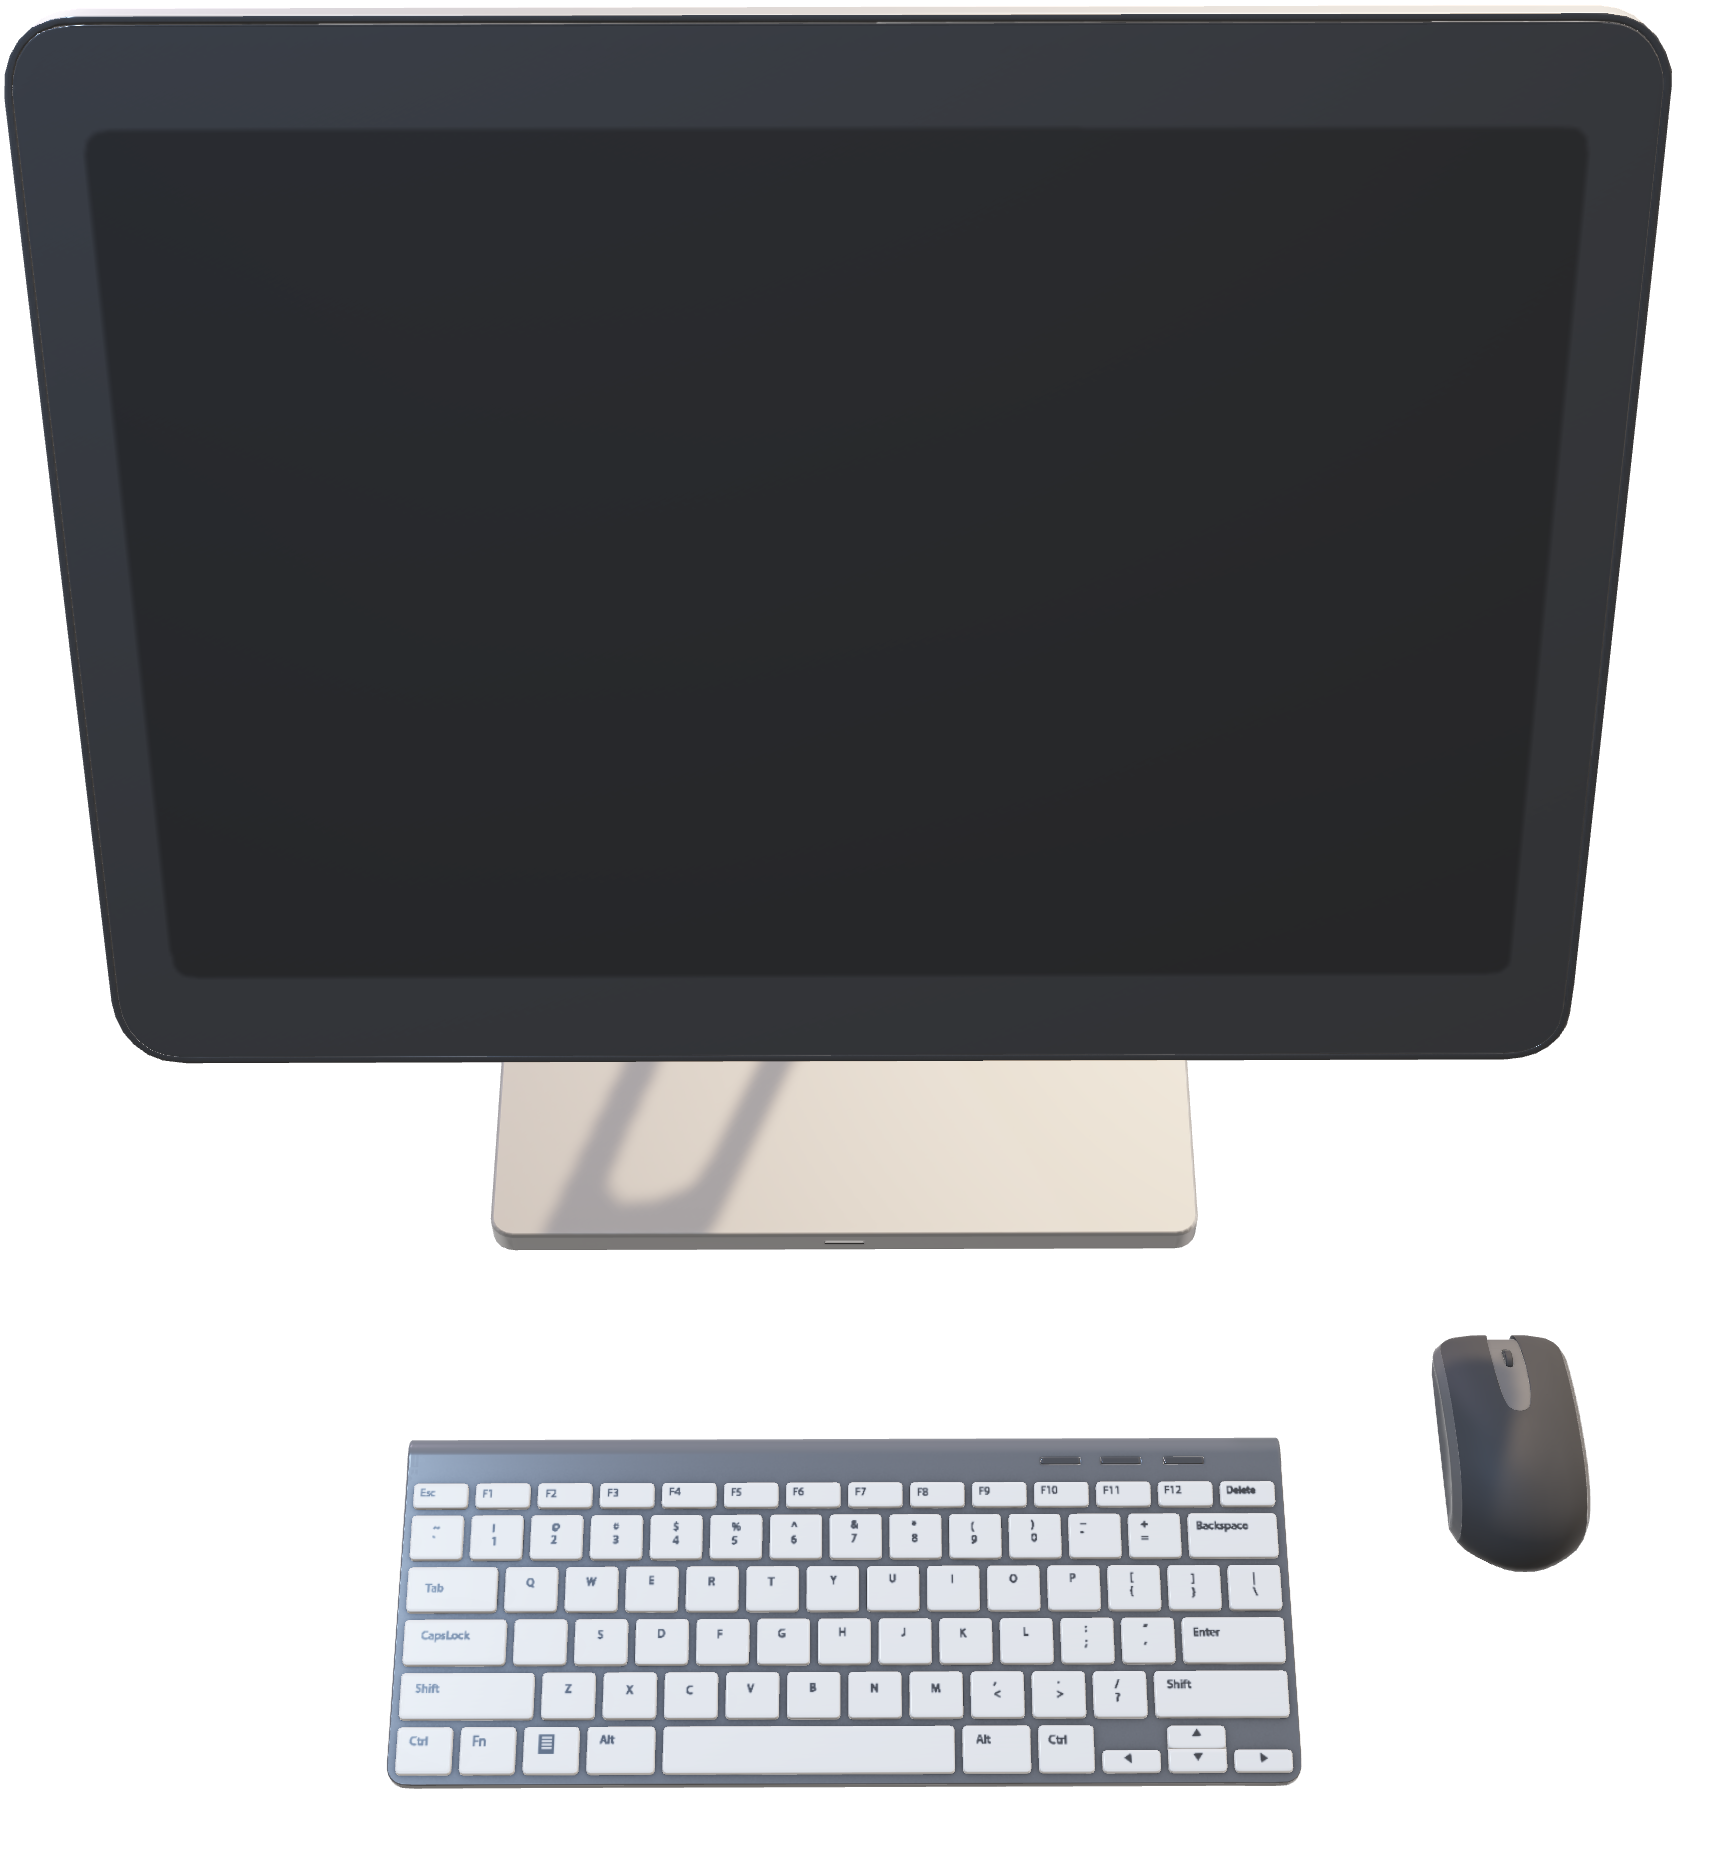 Esc F1 F2 F3 F4 F5 F6 F7 F8 F9 F10 F11 F12 Delete
~ ! @ $ % ^ & * ( ) _ + Backspace
` 1 2 3 4 5 6 7 8 9 0 - =
Tab Q W E R T Y U I O P [ ] |
{ } \
CapsLock S D F G H J K L : " Enter
; '
Shift Z X C V B N M , . / Shift
< > ?
Ctrl Fn Alt Alt Ctrl